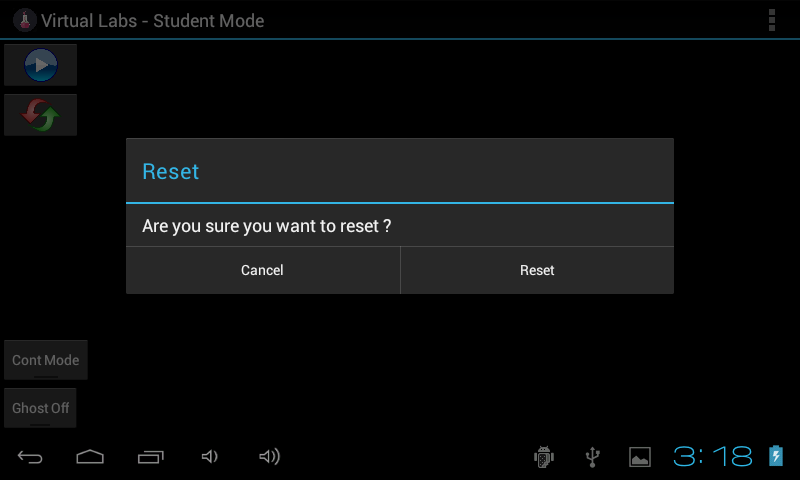 Virtual Labs - Student Mode
Reset
Are you sure you want to reset ?
Cancel
Reset
Cont Mode
Ghost Off
3:18